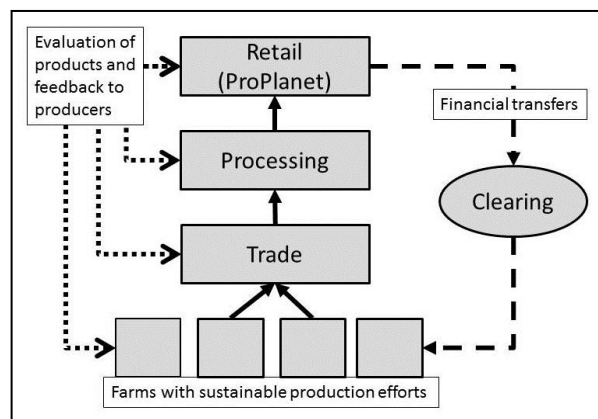 Evaluation of
products and
feedback to
producers
Retail
(ProPlanet)
Financial transfers
Processing
Clearing
Trade
Farms with sustainable production efforts